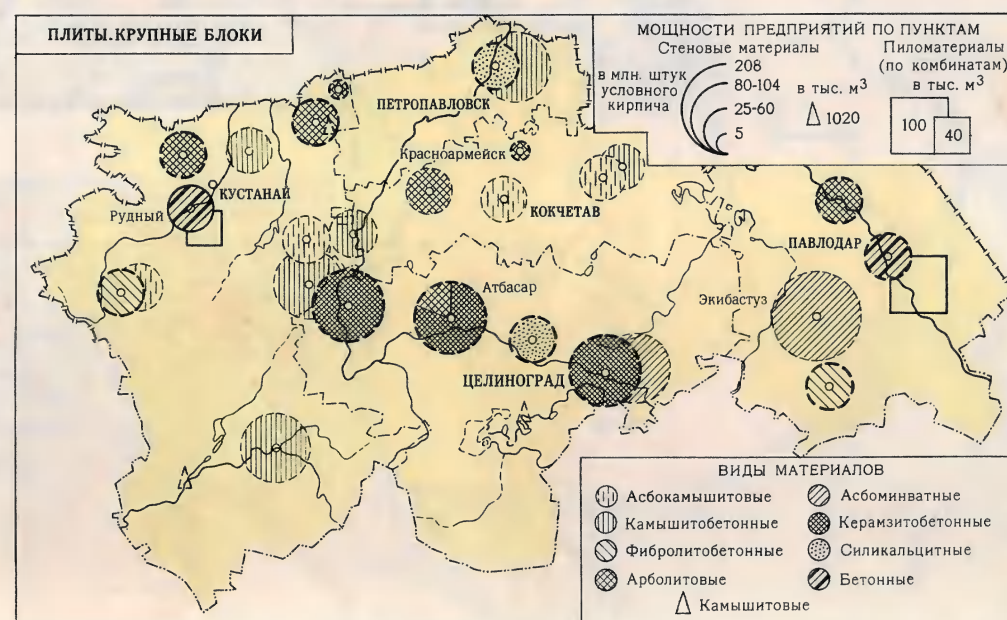 ПЛИТЫ.КРУПНЫЕ БЛОКИ
МОЩНОСТИ ПРЕДПРИЯТИЙ ПО ПУНКТАМ
Стеновые материалы
в млн. штук
условного
кирпича
208
80-104
25-60
5
в тыс. м³
1020
Пиломатериалы
(по комбинатам)
в тыс. м³
100
40
ПЕТРОПАВЛОВСК
Красноармейск
КУСТАНАЙ
Рудный
КОКЧЕТАВ
ПАВЛОДАР
Экибастуз
Атбасар
ЦЕЛИНОГРАД
ВИДЫ МАТЕРИАЛОВ
Асбокамышитовые
Камышитобетонные
Фибролитобетонные
Арболитовые
Асбоминватные
Керамзитобетонные
Силикальцитные
Бетонные
Камышитовые